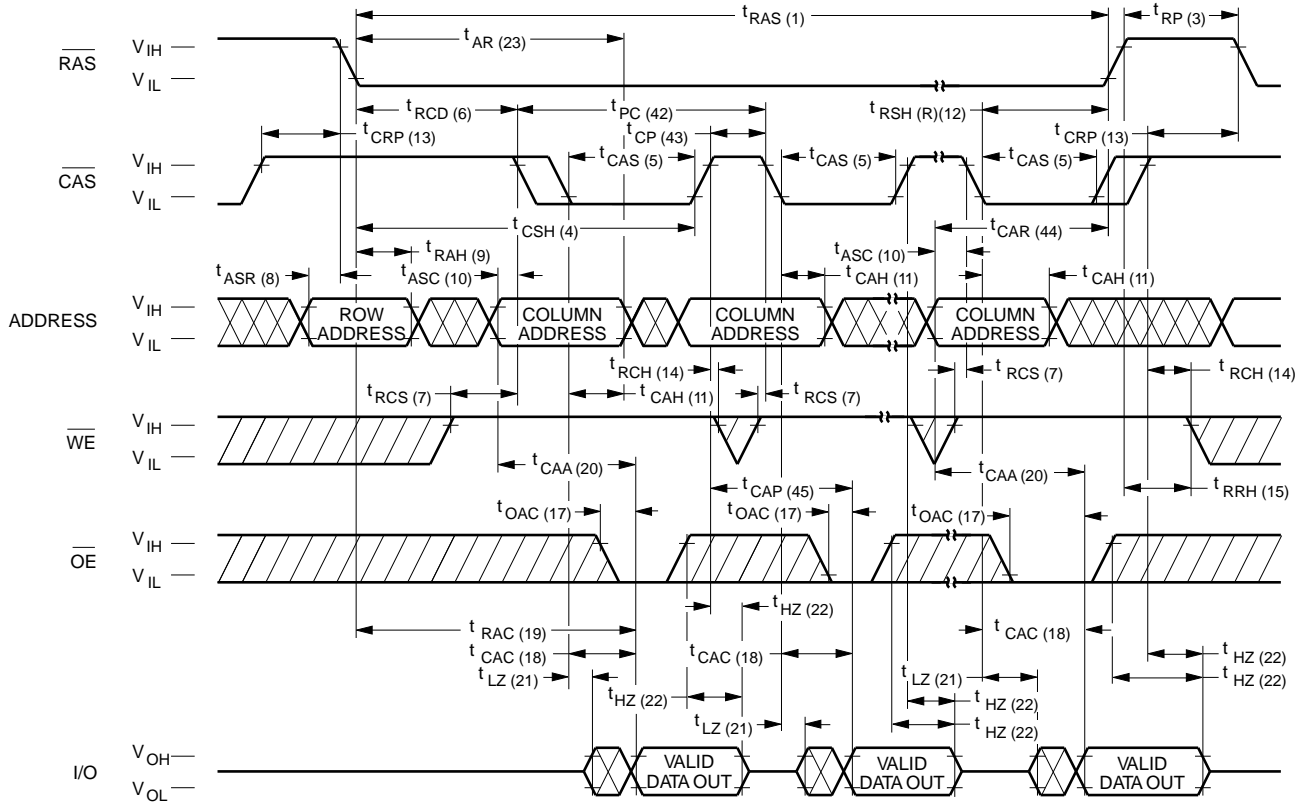 t RAS (1)
t RP (3)
t AR (23)
RAS
V IH
V IL
t RCD (6)
t PC (42)
t RSH (R)(12)
t CRP (13)
t CP (43)
t CRP (13)
CAS
V IH
V IL
t CAS (5)
t CAS (5)
t CAS (5)
t CSH (4)
t CAR (44)
t RAH (9)
t ASC (10)
t ASR (8)
t ASC (10)
t CAH (11)
t CAH (11)
ADDRESS
V IH
V IL
ROW ADDRESS
COLUMN ADDRESS
COLUMN ADDRESS
COLUMN ADDRESS
t RCH (14)
t RCS (7)
t RCH (14)
t RCS (7)
t CAH (11)
t RCS (7)
WE
V IH
V IL
t CAA (20)
t CAA (20)
t CAP (45)
t RRH (15)
t OAC (17)
t OAC (17)
t OAC (17)
OE
V IH
V IL
t HZ (22)
t RAC (19)
t CAC (18)
t CAC (18)
t CAC (18)
t HZ (22)
t LZ (21)
t LZ (21)
t HZ (22)
t HZ (22)
t HZ (22)
t LZ (21)
t HZ (22)
I/O
V OH
V OL
VALID DATA OUT
VALID DATA OUT
VALID DATA OUT